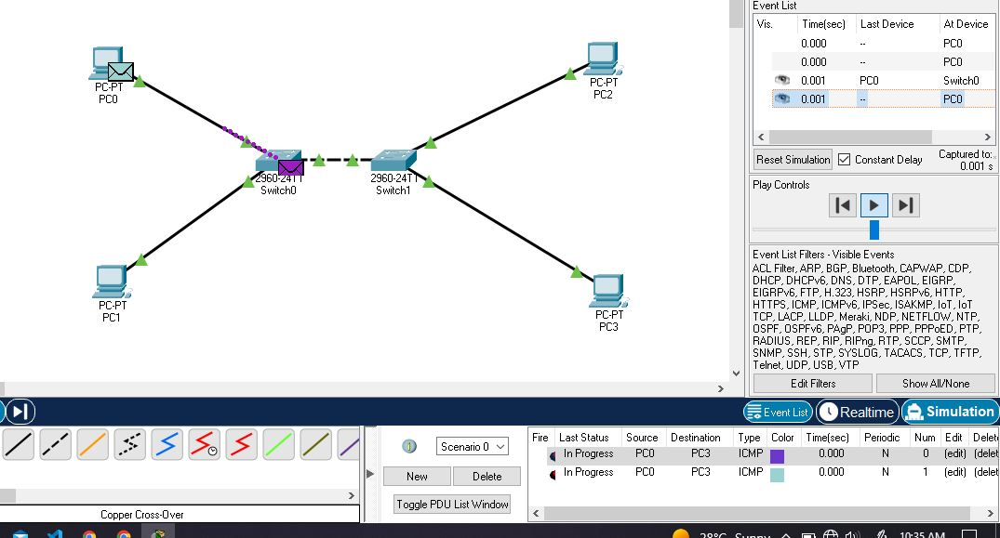 Event List
Vis. Time(sec) Last Device At Device
0.000 -- PC0
0.000 -- PC0
0.001 PC0 Switch0
0.001 -- PC0
Reset Simulation Constant Delay Captured to:
0.001 s
Play Controls
Event List Filters - Visible Events
ACL Filter, ARP, BGP, Bluetooth, CAPWAP, CDP,
DHCP, DHCPv6, DNS, DTP, EAPOL, EIGRP,
EIGRPv6, FTP, H.323, HSRP, HSRPv6, HTTP,
HTTPS, ICMP, ICMPv6, IPSec, ISAKMP, IoT, IoT
TCP, LACP, LLDP, Meraki, NDP, NETFLOW, NTP,
OSPF, OSPFv6, PAgP, POP3, PPP, PPPoED, PTP,
RADIUS, REP, RIP, RIPng, RTP, SCCP, SMTP,
SNMP, SSH, STP, SYSLOG, TACACS, TCP, TFTP,
Telnet, UDP, USB, VTP
Edit Filters Show All/None
PC-PT
PC0
PC-PT
PC2
2960-24TT
Switch0
2960-24TT
Switch1
PC-PT
PC1
PC-PT
PC3
Event List Realtime Simulation
Scenario 0
New Delete
Toggle PDU List Window
Fire Last Status Source Destination Type Color Time(sec) Periodic Num Edit Delete
In Progress PC0 PC3 ICMP 0.000 N 0 (edit) (delet
In Progress PC0 PC3 ICMP 0.000 N 1 (edit) (delet
Copper Cross-Over
28°C Sunny 10:35 AM